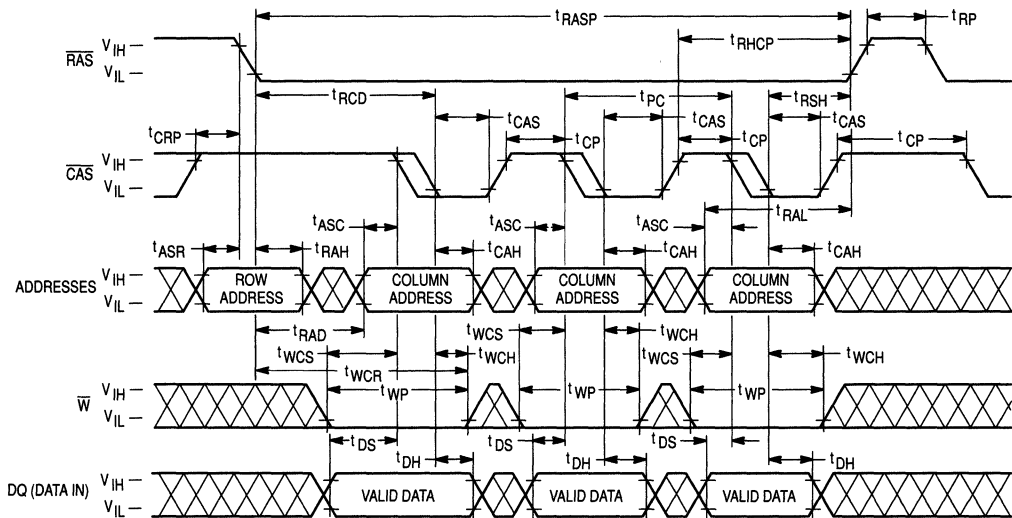 tRASP
tRP
tRHCP
RAS
VIH
VIL
tRCD
tPC
tRSH
tCRP
tCAS
tCP
tCAS
tCP
tCAS
tCP
CAS
VIH
VIL
tRAL
tASC
tASC
tASC
tASR
tRAH
tCAH
tCAH
tCAH
ADDRESSES
VIH
VIL
ROW ADDRESS
COLUMN ADDRESS
COLUMN ADDRESS
COLUMN ADDRESS
tRAD
tWCS
tWCH
tWCS
tWCH
tWCS
tWCH
tWCR
tWP
tWP
tWP
W
VIH
VIL
tDS
tDS
tDS
tDH
tDH
tDH
DQ (DATA IN)
VIH
VIL
VALID DATA
VALID DATA
VALID DATA